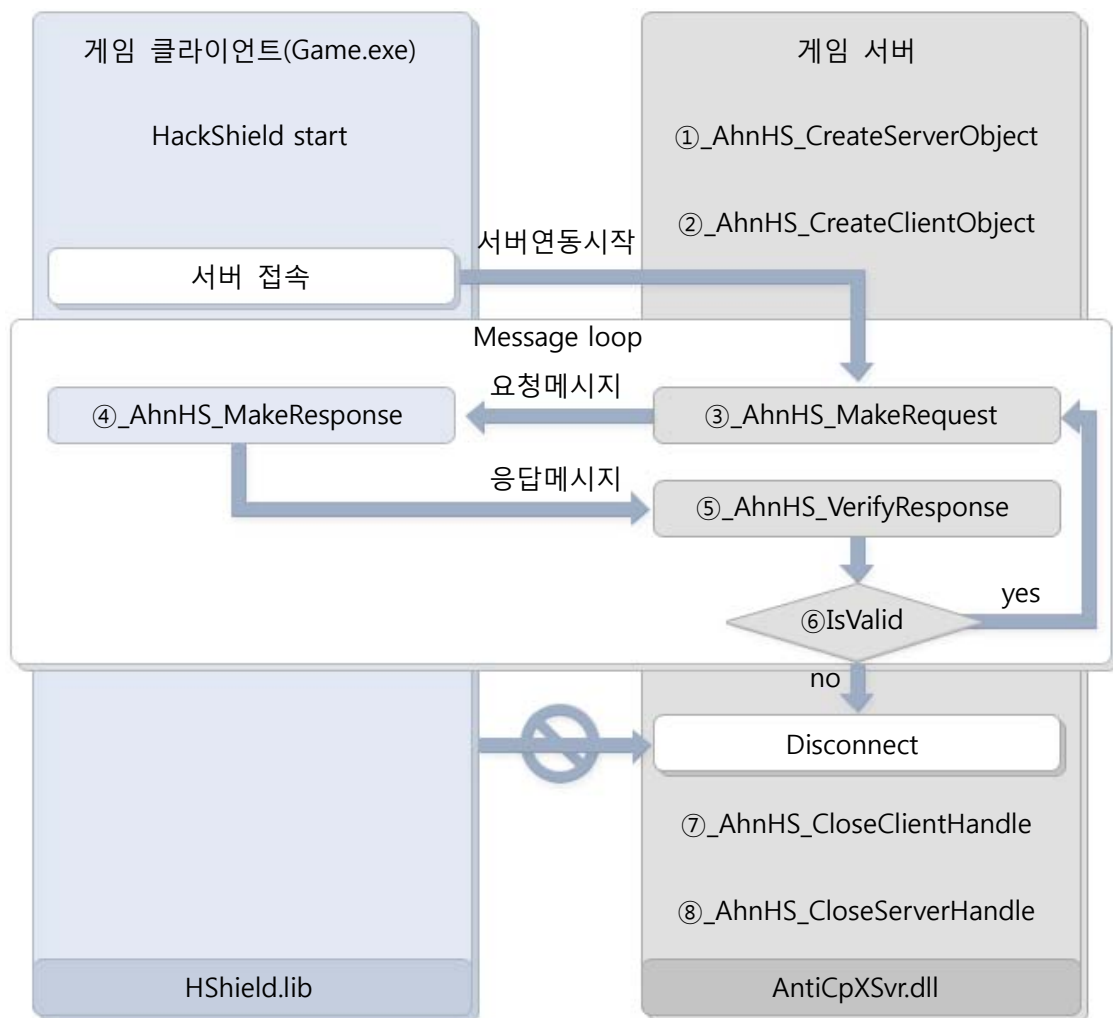 게임 클라이언트(Game.exe)
게임 서버
HackShield start
①_AhnHS_CreateServerObject
②_AhnHS_CreateClientObject
서버연동시작
서버 접속
Message loop
요청메시지
④_AhnHS_MakeResponse
③_AhnHS_MakeRequest
응답메시지
⑤_AhnHS_VerifyResponse
yes
⑥IsValid
no
Disconnect
⑦_AhnHS_CloseClientHandle
⑧_AhnHS_CloseServerHandle
HShield.lib
AntiCpXSvr.dll